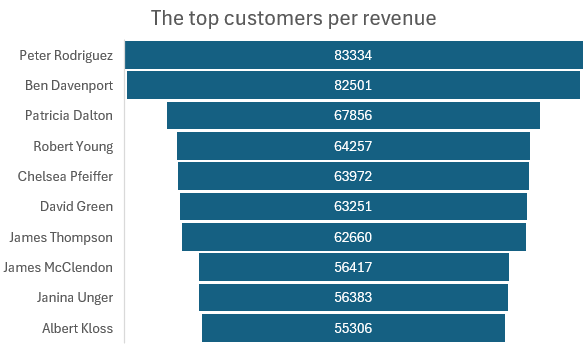 The top customers per revenue
Peter Rodriguez 83334
Ben Davenport 82501
Patricia Dalton 67856
Robert Young 64257
Chelsea Pfeiffer 63972
David Green 63251
James Thompson 62660
James McClendon 56417
Janina Unger 56383
Albert Kloss 55306